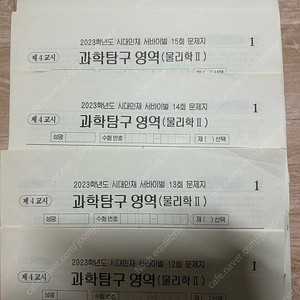 2023학년도 시대인재 서바이벌 15회 문제지
제4교시 과학탐구 영역(물리학Ⅱ) 1
2023학년도 시대인재 서바이벌 14회 문제지
제4교시 과학탐구 영역(물리학Ⅱ) 1
성명 수험 번호 제 ( ) 선택
2023학년도 시대인재 서바이벌 13회 문제지
제4교시 과학탐구 영역(물리학Ⅱ) 1
성명 수험 번호 제 ( ) 선택
2023학년도 시대인재 서바이벌 12회 문제지
제4교시 과학탐구 영역(물리학Ⅱ) 1
성명 수험 번호 제 ( ) 선택